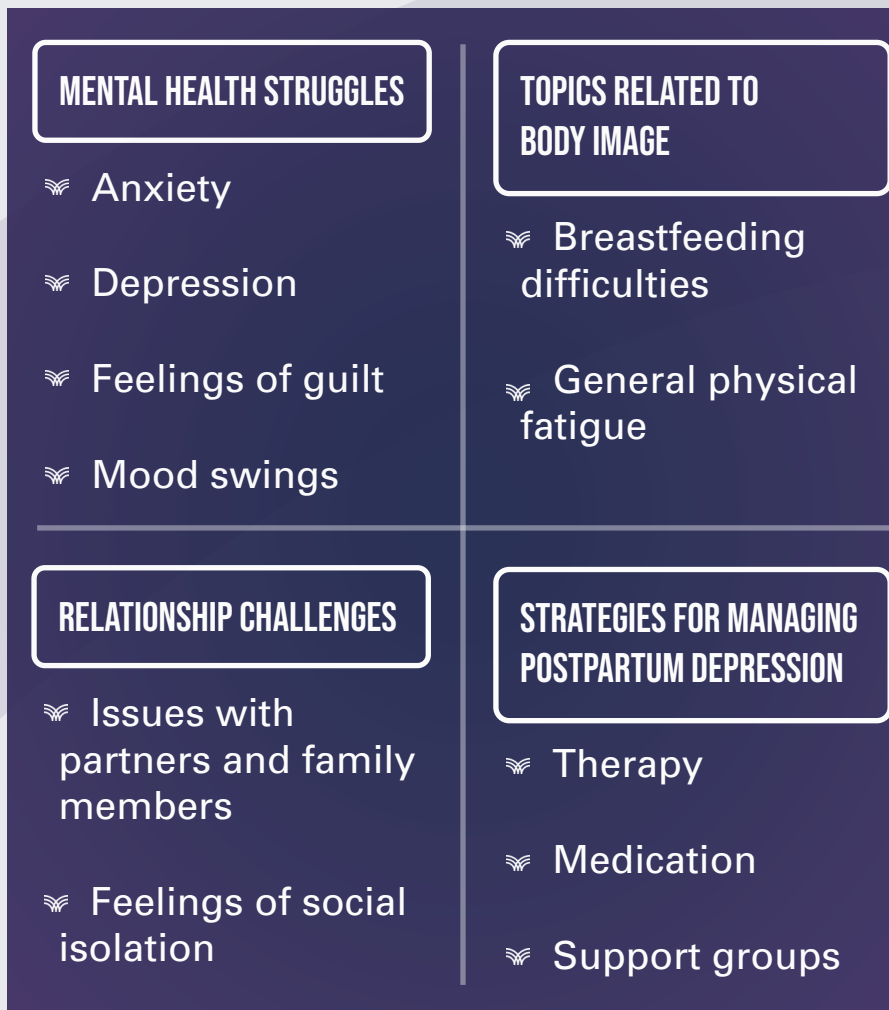 MENTAL HEALTH STRUGGLES
Anxiety
Depression
Feelings of guilt
Mood swings
TOPICS RELATED TO
BODY IMAGE
Breastfeeding
difficulties
General physical
fatigue
RELATIONSHIP CHALLENGES
Issues with
partners and family
members
Feelings of social
isolation
STRATEGIES FOR MANAGING
POSTPARTUM DEPRESSION
Therapy
Medication
Support groups